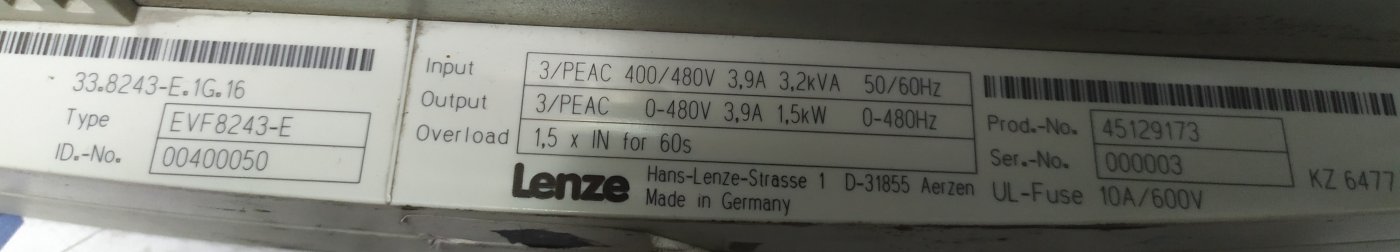 33.8243-E.1G.16
Type EVF8243-E
ID.-No. 00400050
Input 3/PEAC 400/480V 3,9A 3,2kVA 50/60Hz
Output 3/PEAC 0-480V 3,9A 1,5kW 0-480Hz
Overload 1,5 x IN for 60s
Lenze Hans-Lenze-Strasse 1 D-31855 Aerzen
Made in Germany
Prod.-No. 45129173
Ser.-No. 000003
KZ 6477
UL-Fuse 10A/600V